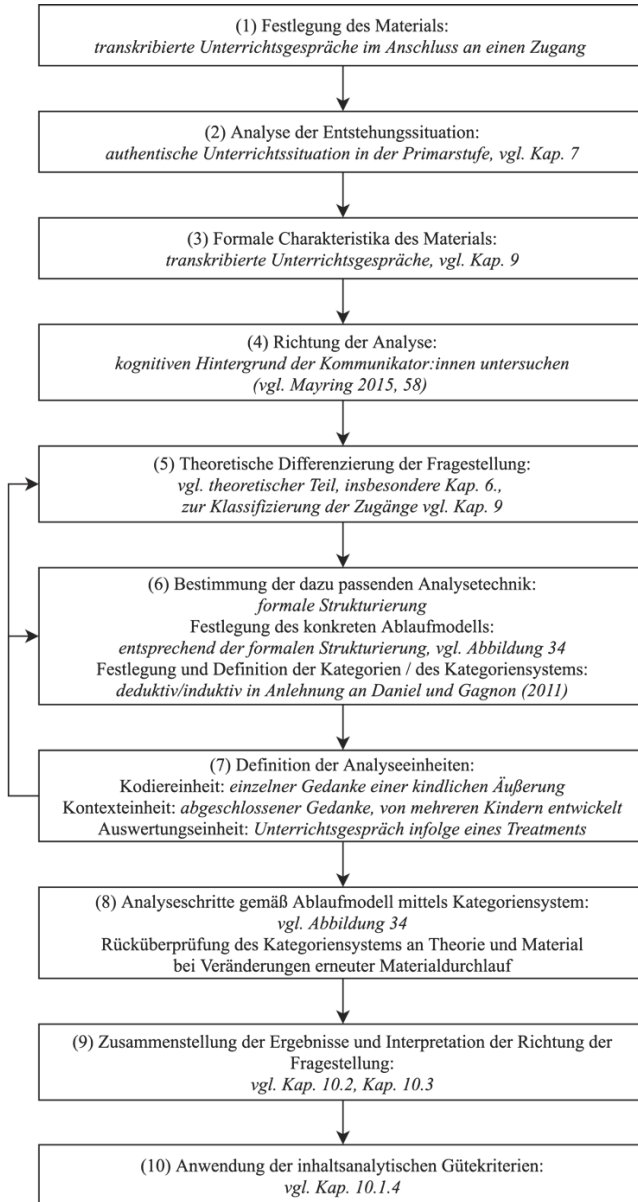 (1) Festlegung des Materials:
transkribierte Unterrichtsgespräche im Anschluss an einen Zugang
(2) Analyse der Entstehungssituation:
authentische Unterrichtssituation in der Primarstufe, vgl. Kap. 7
(3) Formale Charakteristika des Materials:
transkribierte Unterrichtsgespräche, vgl. Kap. 9
(4) Richtung der Analyse:
kognitiven Hintergrund der Kommunikator:innen untersuchen
(vgl. Mayring 2015, 58)
(5) Theoretische Differenzierung der Fragestellung:
vgl. theoretischer Teil, insbesondere Kap. 6.,
zur Klassifizierung der Zugänge vgl. Kap. 9
(6) Bestimmung der dazu passenden Analysetechnik:
formale Strukturierung
Festlegung des konkreten Ablaufmodells:
entsprechend der formalen Strukturierung, vgl. Abbildung 34
Festlegung und Definition der Kategorien / des Kategoriensystems:
deduktiv/induktiv in Anlehnung an Daniel und Gagnon (2011)
(7) Definition der Analyseeinheiten:
Kodiereinheit: einzelner Gedanke einer kindlichen Äußerung
Kontexteinheit: abgeschlossener Gedanke, von mehreren Kindern entwickelt
Auswertungseinheit: Unterrichtsgespräch infolge eines Treatments
(8) Analyseschritte gemäß Ablaufmodell mittels Kategoriensystem:
vgl. Abbildung 34
Rücküberprüfung des Kategoriensystems an Theorie und Material
bei Veränderungen erneuter Materialdurchlauf
(9) Zusammenstellung der Ergebnisse und Interpretation der Richtung der
Fragestellung:
vgl. Kap. 10.2, Kap. 10.3
(10) Anwendung der inhaltsanalytischen Gütekriterien:
vgl. Kap. 10.1.4